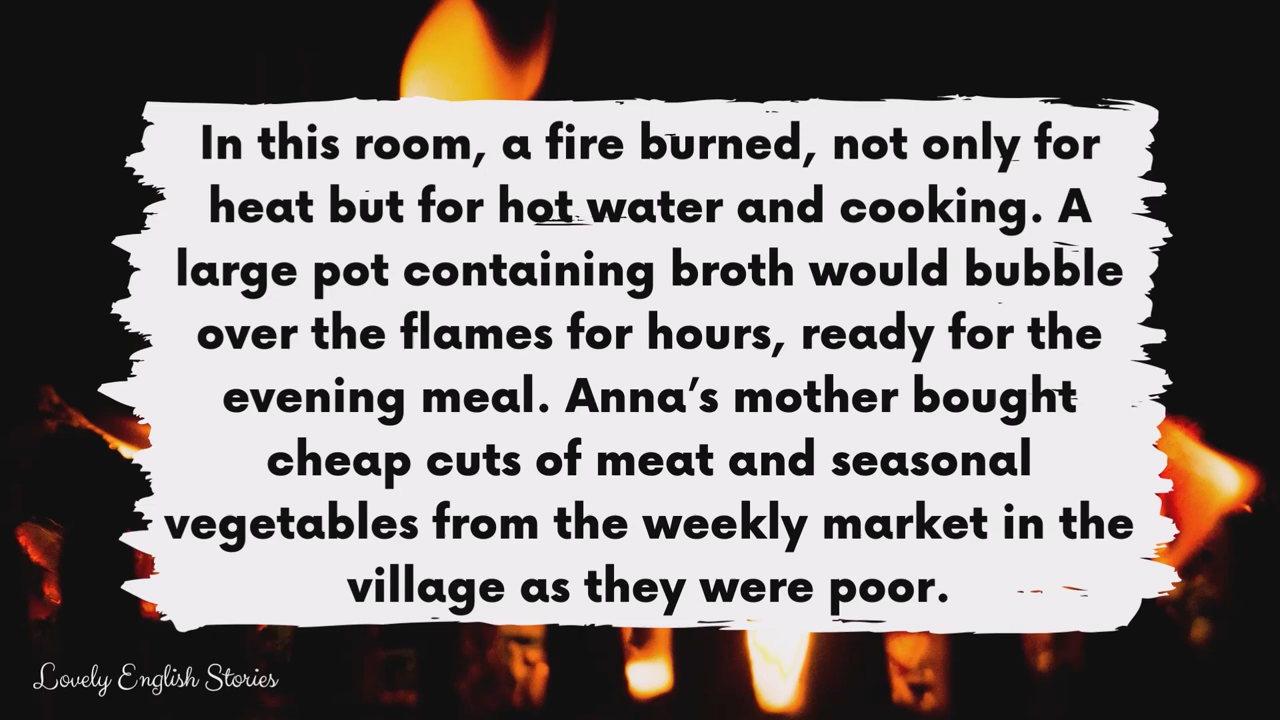 In this room, a fire burned, not only for
heat but for hot water and cooking. A
large pot containing broth would bubble
over the flames for hours, ready for the
evening meal. Anna’s mother bought
cheap cuts of meat and seasonal
vegetables from the weekly market in the
village as they were poor.
Lovely English Stories